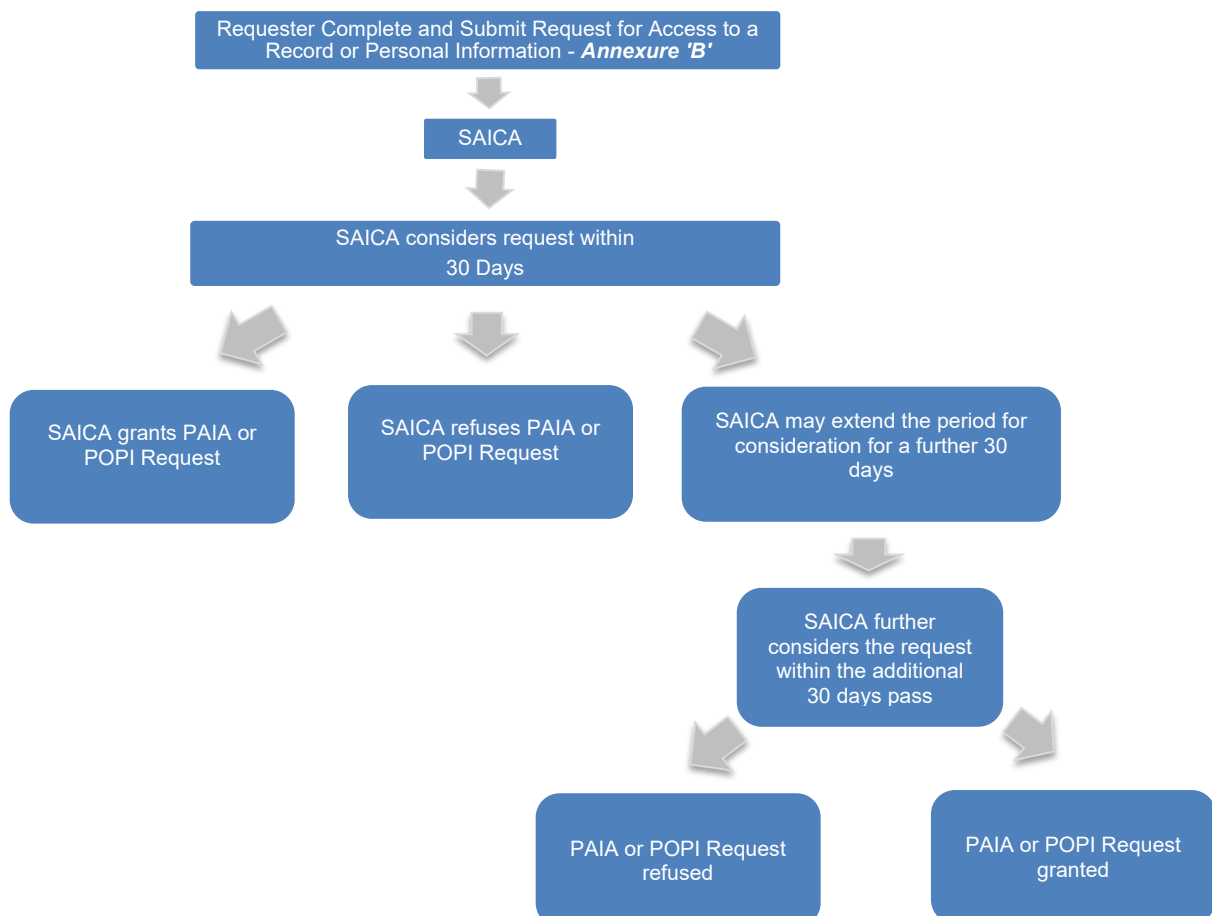 Requester Complete and Submit Request for Access to a
Record or Personal Information - Annexure 'B'
SAICA
SAICA considers request within
30 Days
SAICA grants PAIA or
POPI Request
SAICA refuses PAIA or
POPI Request
SAICA may extend the period for
consideration for a further 30
days
SAICA further
considers the request
within the additional
30 days pass
PAIA or POPI Request
refused
PAIA or POPI Request
granted